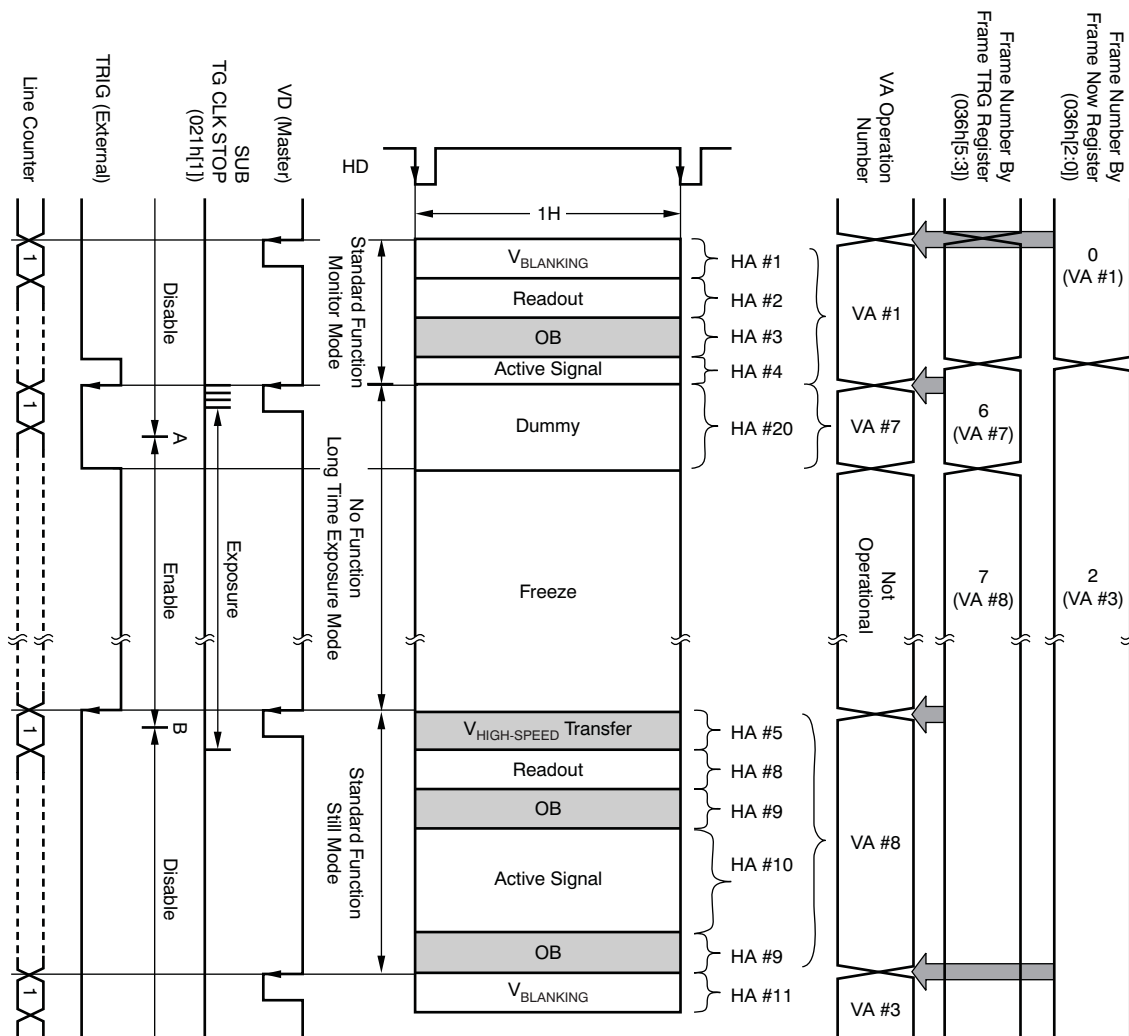 Frame Number By
Frame Now Register
(036h[2:0])
0
(VA #1)
2
(VA #3)
Frame Number By
Frame TRG Register
(036h[5:3])
6
(VA #7)
7
(VA #8)
VA Operation
Number
VA #1
VA #7
Not
Operational
VA #8
VA #3
HD
1H
VBLANKING
HA #1
Readout
HA #2
OB
HA #3
Active Signal
HA #4
Dummy
HA #20
Freeze
VHIGH-SPEED Transfer
HA #5
Readout
HA #8
OB
HA #9
Active Signal
HA #10
OB
HA #9
VBLANKING
HA #11
Standard Function
Monitor Mode
No Function
Long Time Exposure Mode
Standard Function
Still Mode
VD (Master)
SUB
TG CLK STOP
(021h[1])
Exposure
Disable
A
Enable
B
Disable
TRIG (External)
Line Counter
1
1
1
1